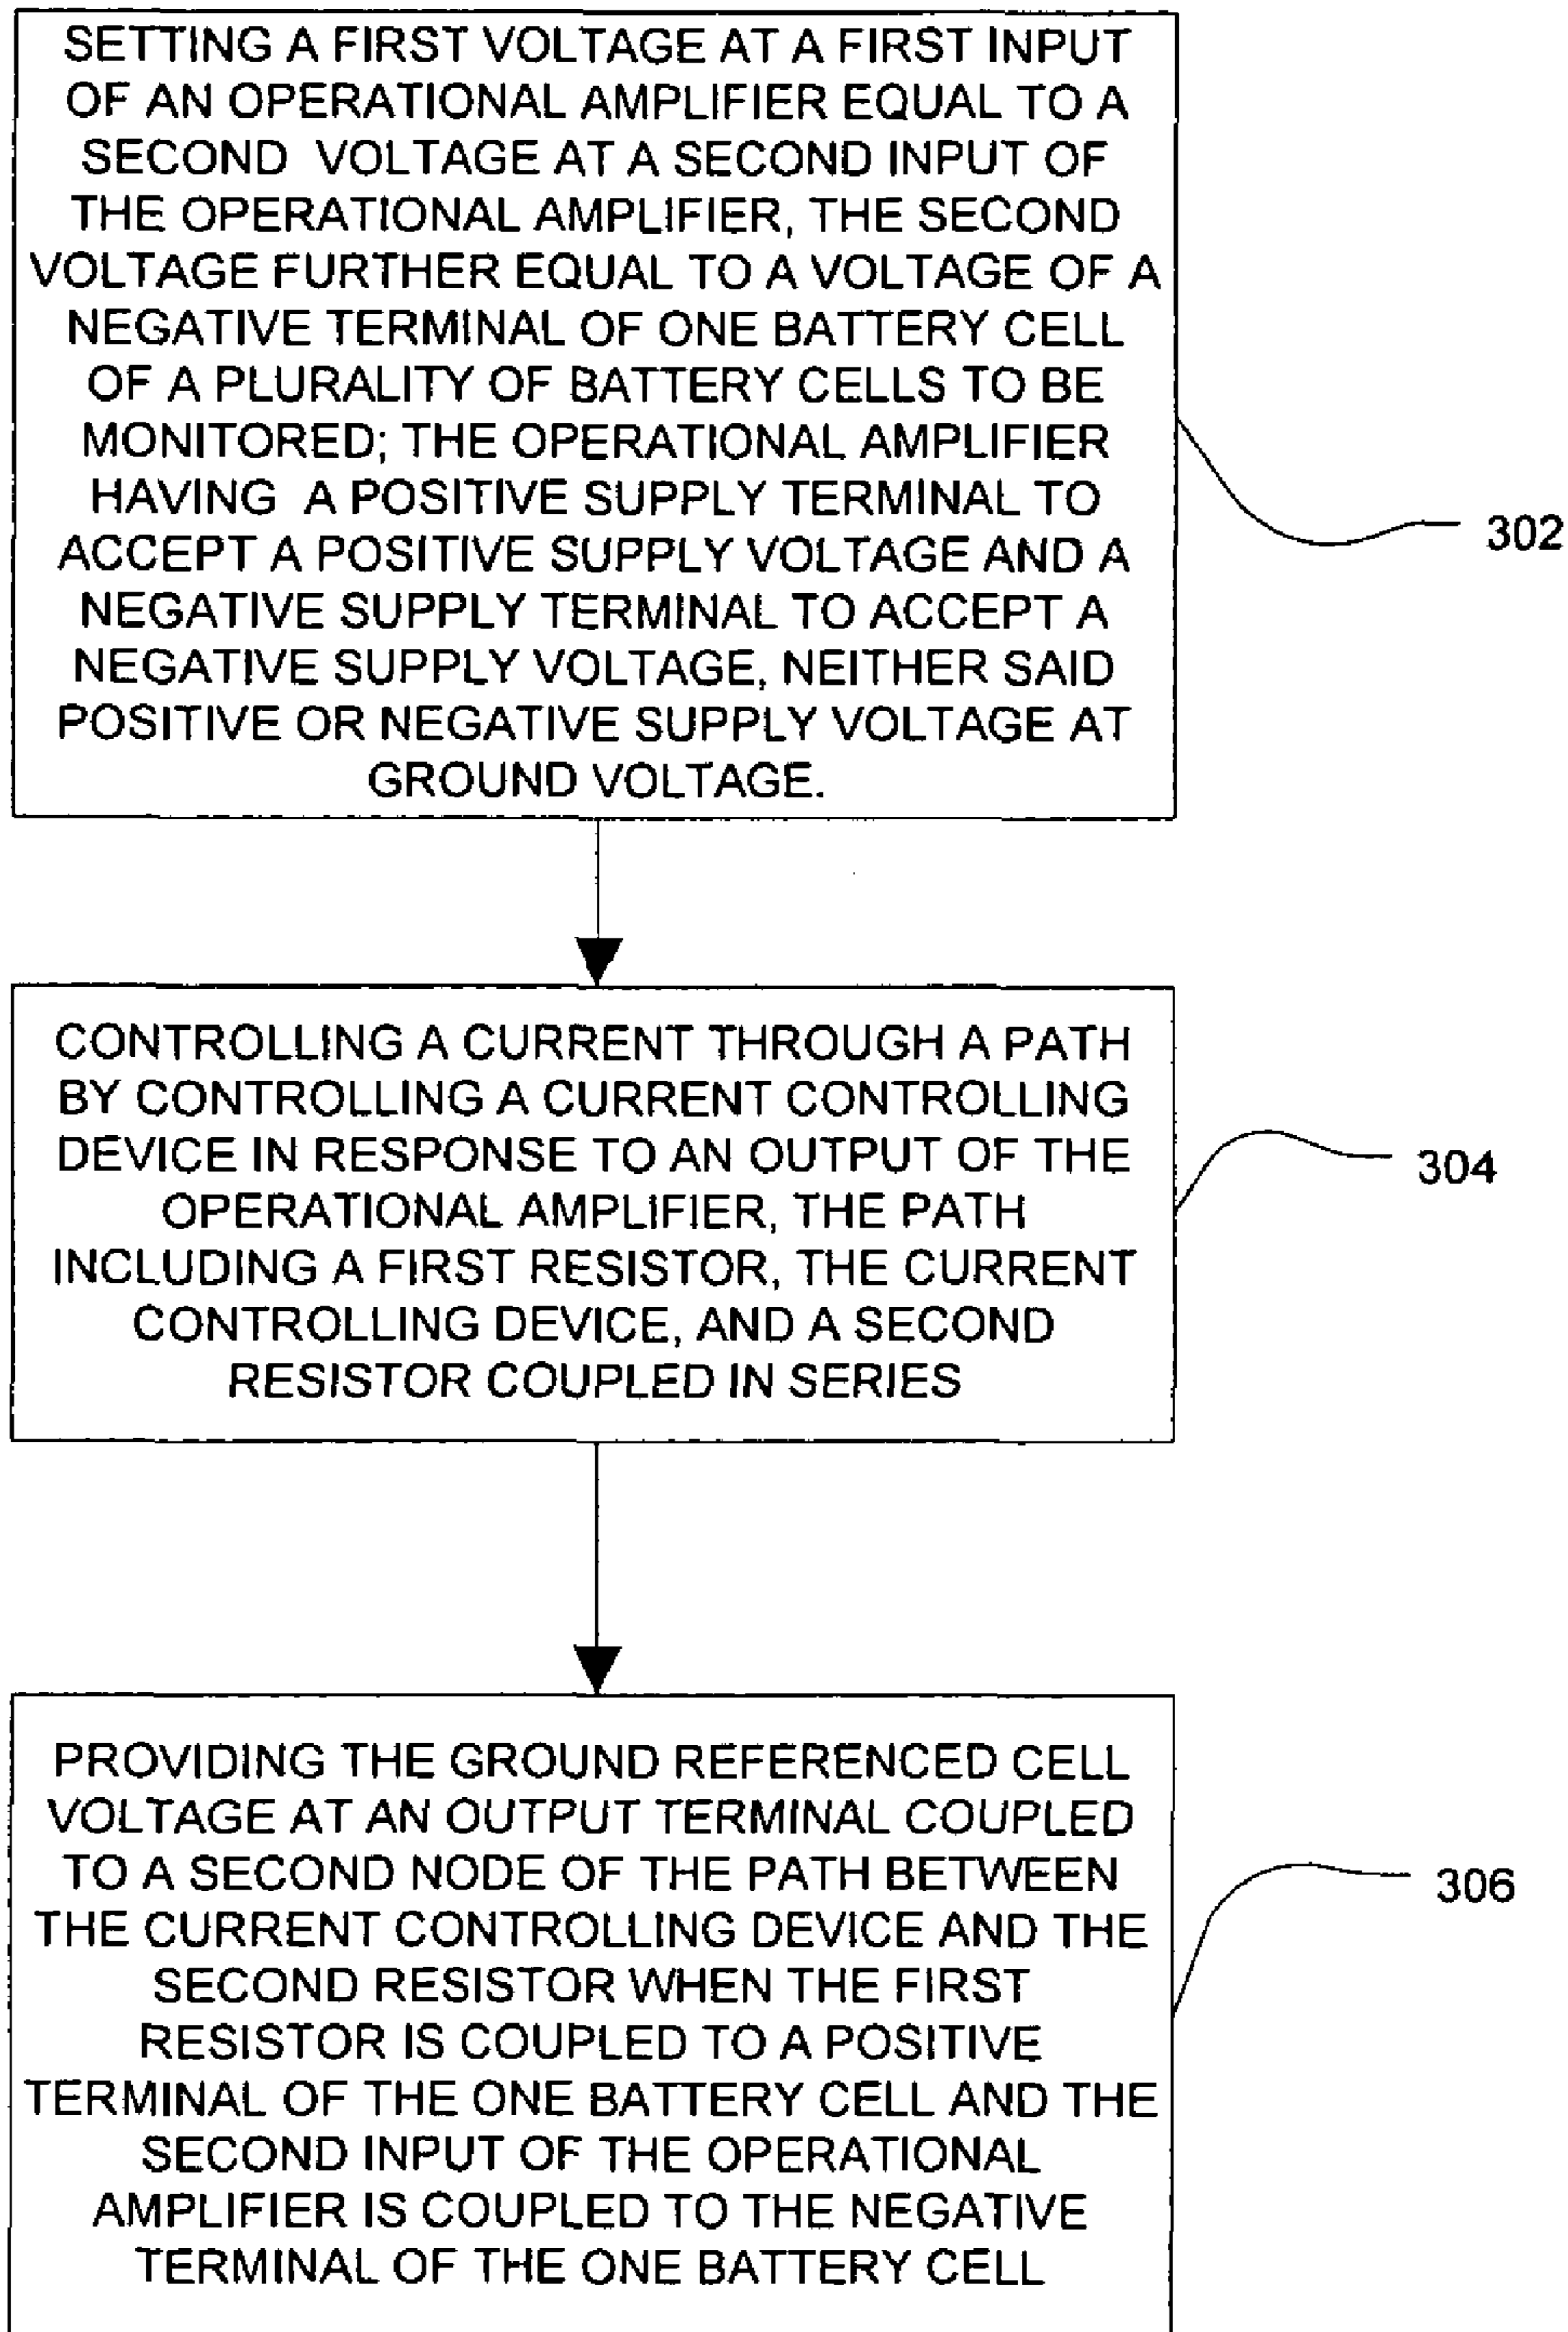 SETTING A FIRST VOLTAGE AT A FIRST INPUT
OF AN OPERATIONAL AMPLIFIER EQUAL TO A
SECOND VOLTAGE AT A SECOND INPUT OF
THE OPERATIONAL AMPLIFIER, THE SECOND
VOLTAGE FURTHER EQUAL TO A VOLTAGE OF A
NEGATIVE TERMINAL OF ONE BATTERY CELL
OF A PLURALITY OF BATTERY CELLS TO BE
MONITORED; THE OPERATIONAL AMPLIFIER
HAVING A POSITIVE SUPPLY TERMINAL TO
ACCEPT A POSITIVE SUPPLY VOLTAGE AND A
NEGATIVE SUPPLY TERMINAL TO ACCEPT A
NEGATIVE SUPPLY VOLTAGE, NEITHER SAID
POSITIVE OR NEGATIVE SUPPLY VOLTAGE AT
GROUND VOLTAGE.
302
CONTROLLING A CURRENT THROUGH A PATH
BY CONTROLLING A CURRENT CONTROLLING
DEVICE IN RESPONSE TO AN OUTPUT OF THE
OPERATIONAL AMPLIFIER, THE PATH
INCLUDING A FIRST RESISTOR, THE CURRENT
CONTROLLING DEVICE, AND A SECOND
RESISTOR COUPLED IN SERIES
304
PROVIDING THE GROUND REFERENCED CELL
VOLTAGE AT AN OUTPUT TERMINAL COUPLED
TO A SECOND NODE OF THE PATH BETWEEN
THE CURRENT CONTROLLING DEVICE AND THE
SECOND RESISTOR WHEN THE FIRST
RESISTOR IS COUPLED TO A POSITIVE
TERMINAL OF THE ONE BATTERY CELL AND THE
SECOND INPUT OF THE OPERATIONAL
AMPLIFIER IS COUPLED TO THE NEGATIVE
TERMINAL OF THE ONE BATTERY CELL
306